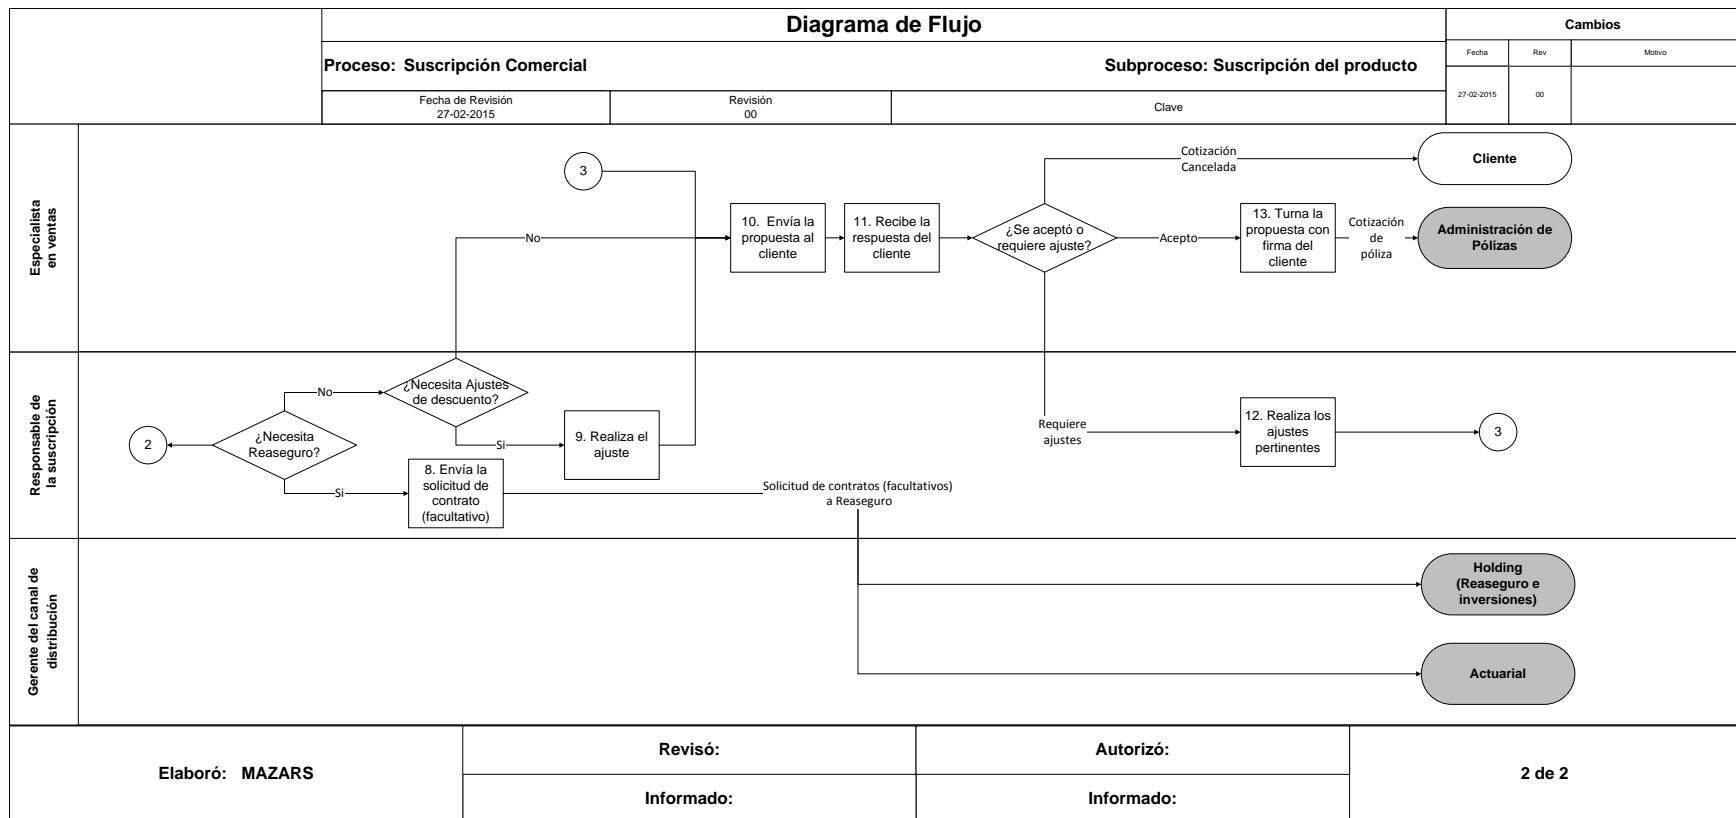 Diagrama de Flujo
Cambios
Proceso: Suscripción Comercial
Subproceso: Suscripción del producto
Fecha
Rev
Motivo
Fecha de Revisión
27-02-2015
Revisión
00
Clave
27-02-2015
00
Especialista
en ventas
3
Cotización
Cancelada
Cliente
No
10. Envía la
propuesta al
cliente
11. Recibe la
respuesta del
cliente
¿Se aceptó o
requiere ajuste?
Acepto
13. Turna la
propuesta con
firma del
cliente
Cotización
de
póliza
Administración de
Pólizas
Responsable de
la suscripción
2
¿Necesita
Reaseguro?
No
¿Necesita Ajustes
de descuento?
Si
9. Realiza el
ajuste
Si
8. Envía la
solicitud de
contrato
(facultativo)
Solicitud de contratos (facultativos)
a Reaseguro
Requiere
ajustes
12. Realiza los
ajustes
pertinentes
3
Gerente del canal de
distribución
Holding
(Reaseguro e
inversiones)
Actuarial
Elaboró: MAZARS
Revisó:
Autorizó:
Informado:
Informado:
2 de 2